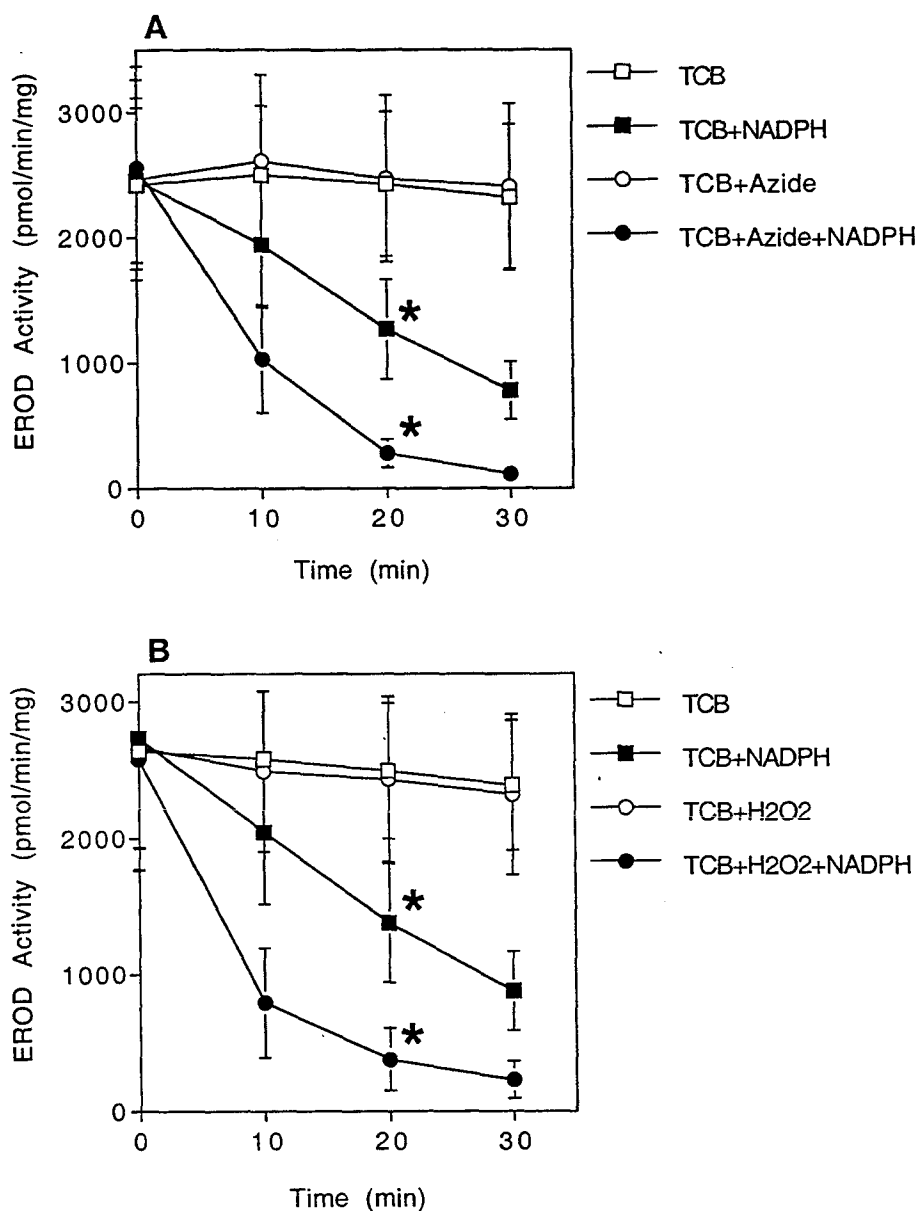 A
EROD Activity (pmol/min/mg)
3000
2000
1000
0
0 10 20 30
Time (min)
TCB
TCB+NADPH
TCB+Azide
TCB+Azide+NADPH
*
*
B
EROD Activity (pmol/min/mg)
3000
2000
1000
0
0 10 20 30
Time (min)
TCB
TCB+NADPH
TCB+H2O2
TCB+H2O2+NADPH
*
*